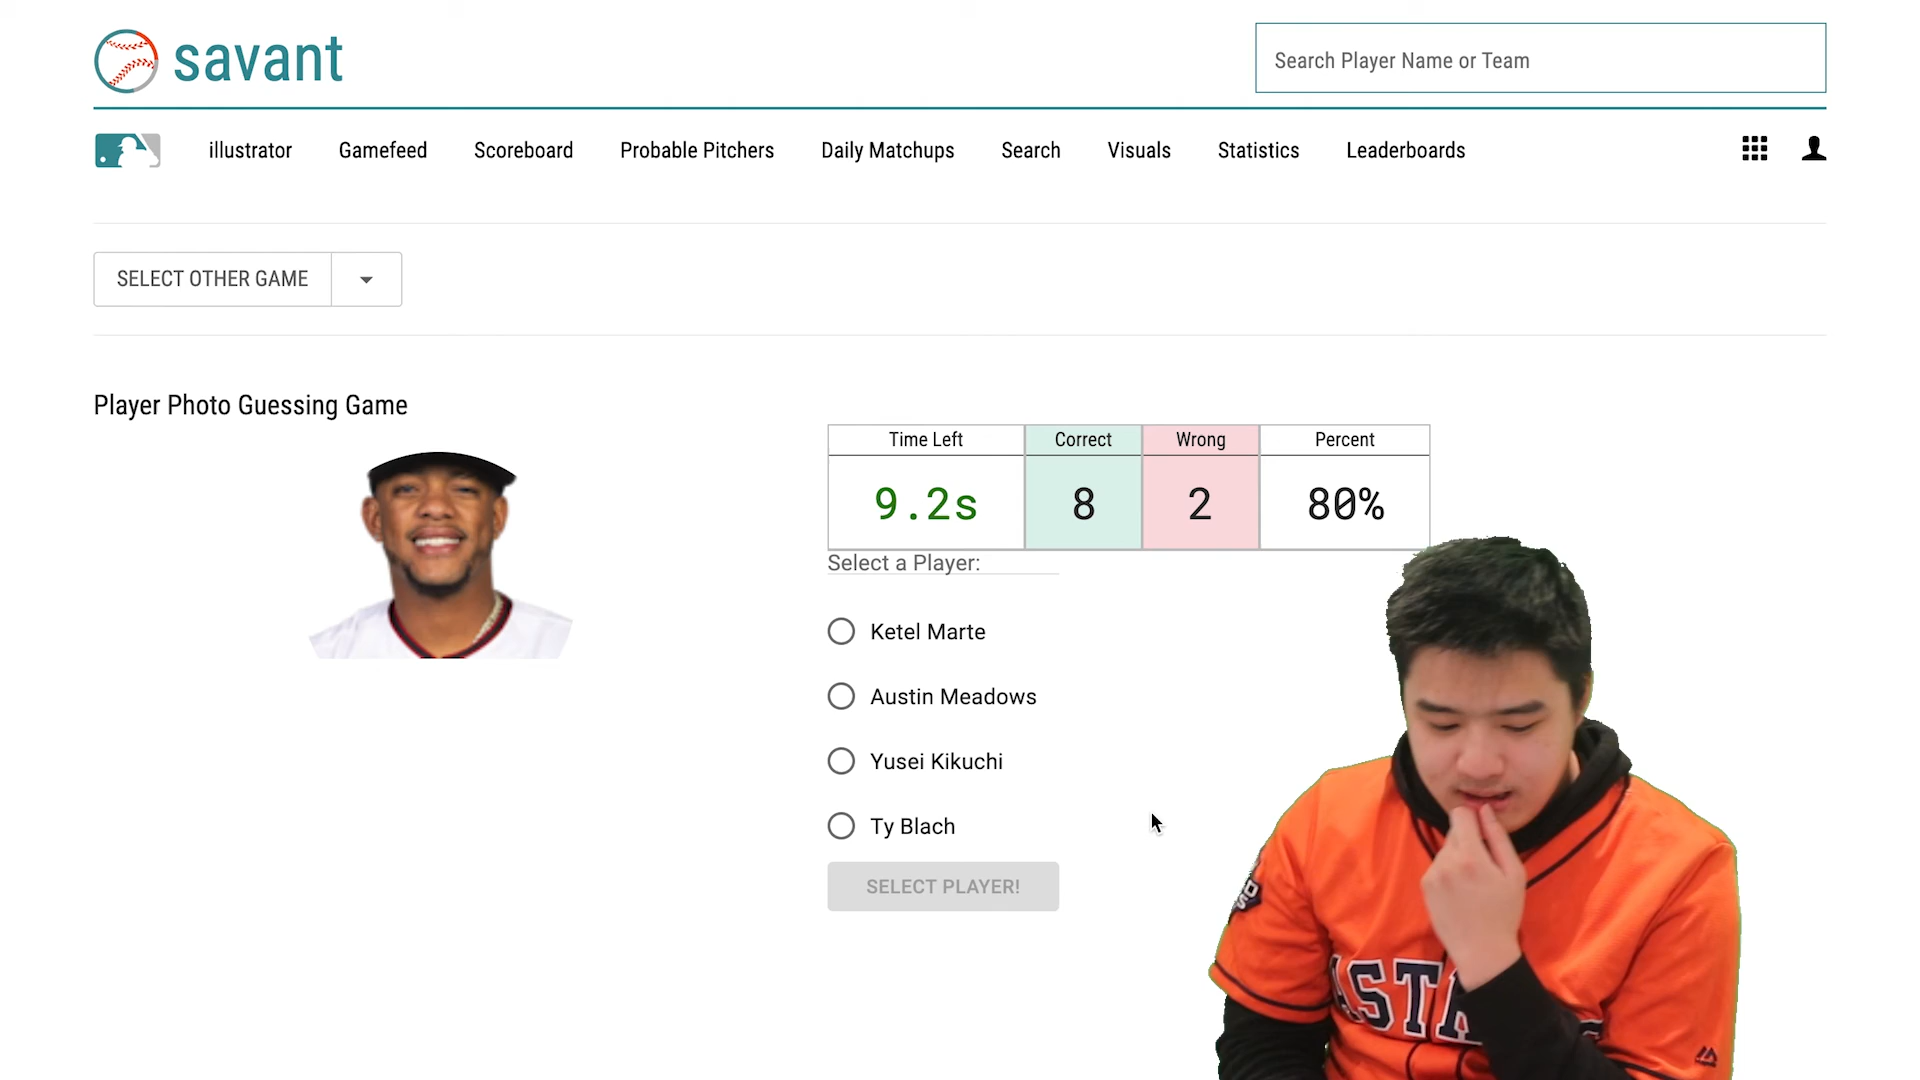 savant
Search Player Name or Team
illustrator Gamefeed Scoreboard Probable Pitchers Daily Matchups Search Visuals Statistics Leaderboards
SELECT OTHER GAME
Player Photo Guessing Game
Time Left Correct Wrong Percent
9.2s 8 2 80%
Select a Player:
Ketel Marte
Austin Meadows
Yusei Kikuchi
Ty Blach
SELECT PLAYER!